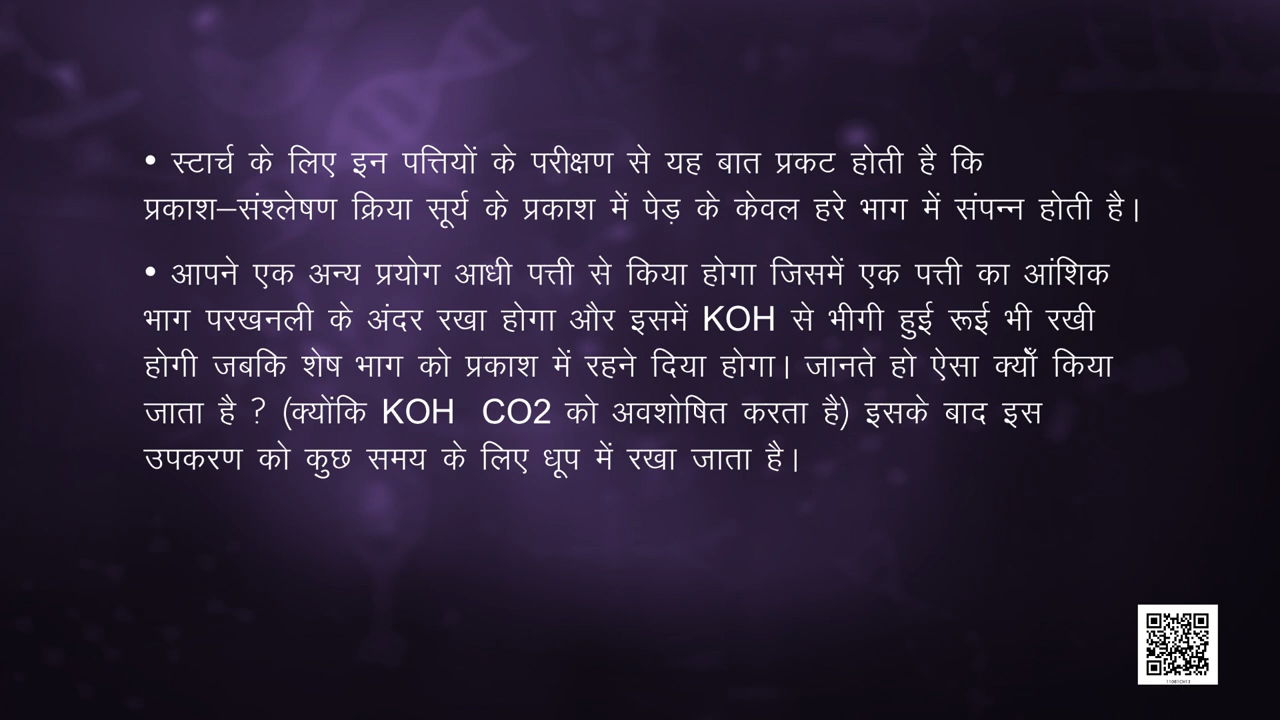 • स्टार्च के लिए इन पत्तियों के परीक्षण से यह बात प्रकट होती है कि
प्रकाश–संश्लेषण क्रिया सूर्य के प्रकाश में पेड़ के केवल हरे भाग में संपन्न होती है।
• आपने एक अन्य प्रयोग आधी पत्ती से किया होगा जिसमें एक पत्ती का आंशिक
भाग परखनली के अंदर रखा होगा और इसमें KOH से भीगी हुई रूई भी रखी
होगी जबकि शेष भाग को प्रकाश में रहने दिया होगा। जानते हो ऐसा क्यों किया
जाता है ? (क्योंकि KOH CO2 को अवशोषित करता है) इसके बाद इस
उपकरण को कुछ समय के लिए धूप में रखा जाता है।